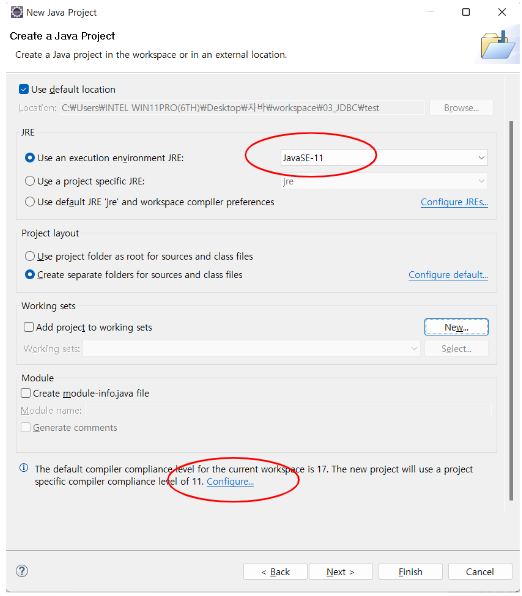 New Java Project
Create a Java Project
Create a Java project in the workspace or in an external location.
Use default location
Location: C:₩Users₩INTEL WIN11PRO(6TH)₩Desktop₩자바₩workspace₩03_JDBC₩test Browse...
JRE
Use an execution environment JRE: JavaSE-11
Use a project specific JRE: jre
Use default JRE 'jre' and workspace compiler preferences Configure JREs...
Project layout
Use project folder as root for sources and class files
Create separate folders for sources and class files Configure default...
Working sets
Add project to working sets New...
Working sets: Select...
Module
Create module-info.java file
Module name:
Generate comments
The default compiler compliance level for the current workspace is 17. The new project will use a project
specific compiler compliance level of 11. Configure...
? < Back Next > Finish Cancel